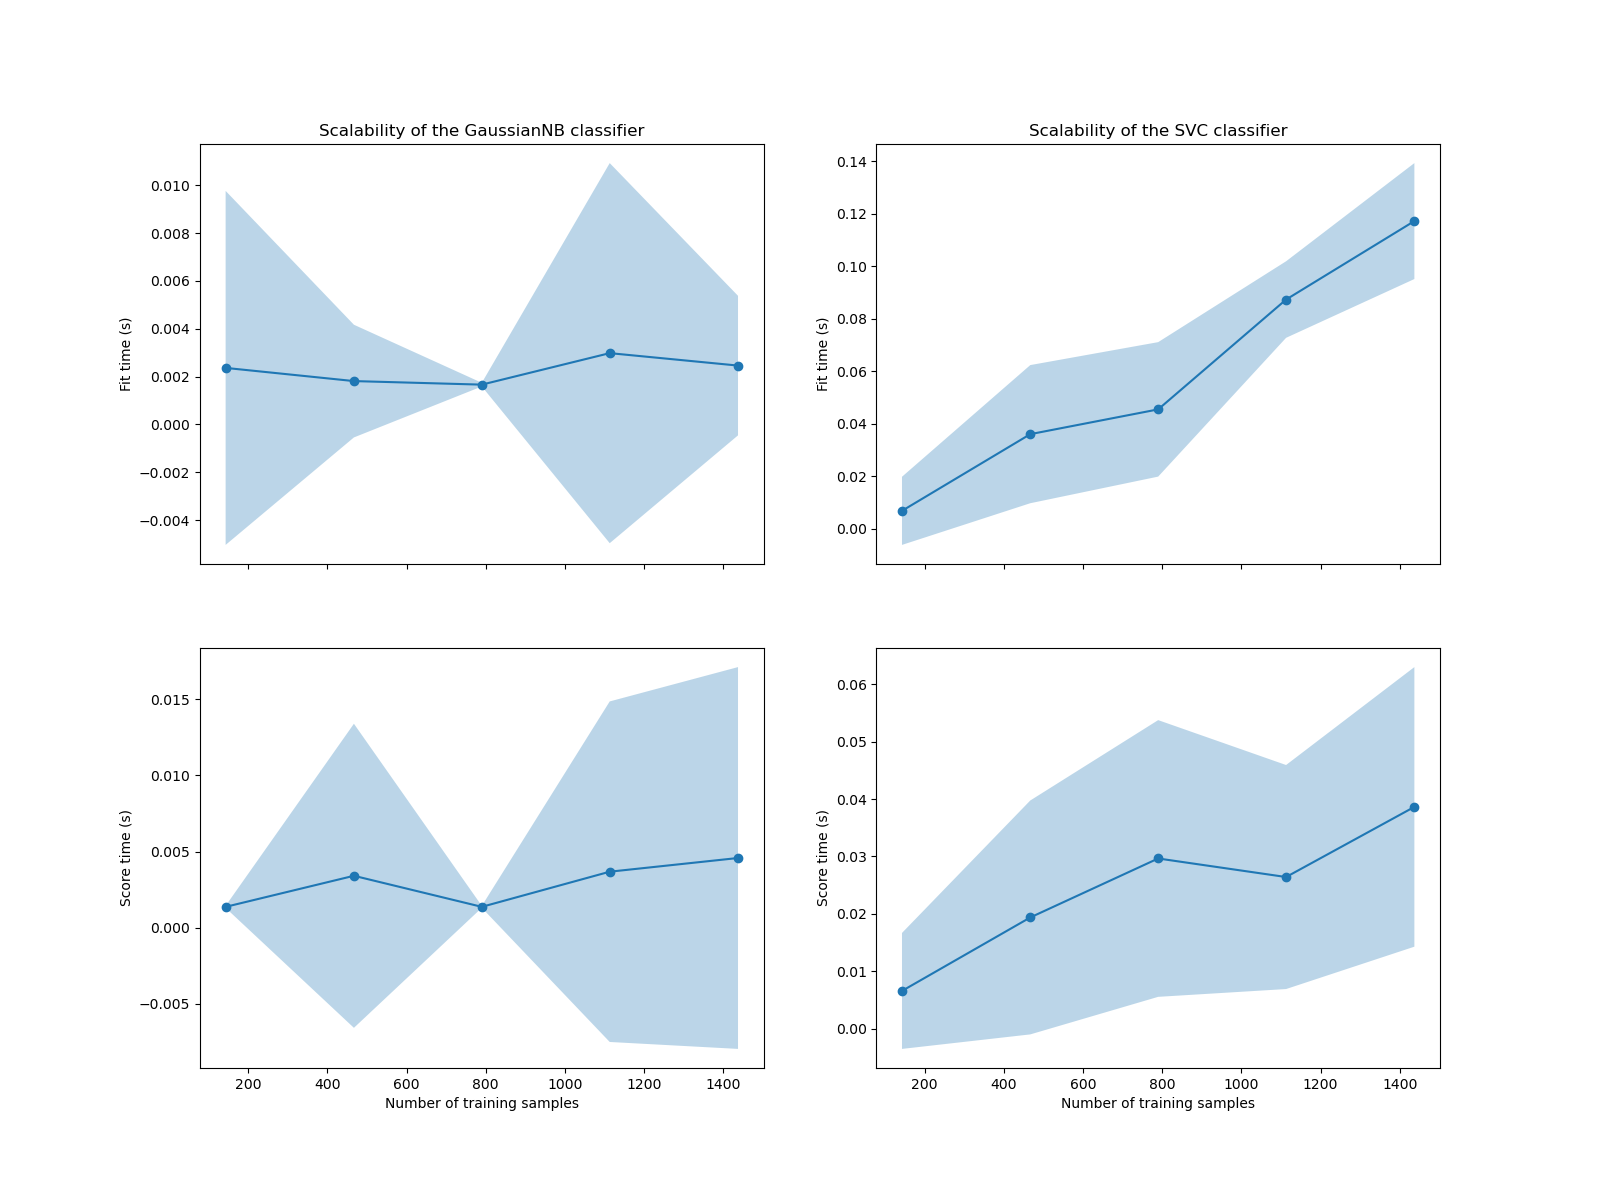 Scalability of the GaussianNB classifier
0.010
0.008
0.006
0.004
0.002
0.000
−0.002
−0.004
Fit time (s)
Scalability of the SVC classifier
0.14
0.12
0.10
0.08
0.06
0.04
0.02
0.00
Fit time (s)
0.015
0.010
0.005
0.000
−0.005
Score time (s)
200 400 600 800 1000 1200 1400
Number of training samples
0.06
0.05
0.04
0.03
0.02
0.01
0.00
Score time (s)
200 400 600 800 1000 1200 1400
Number of training samples